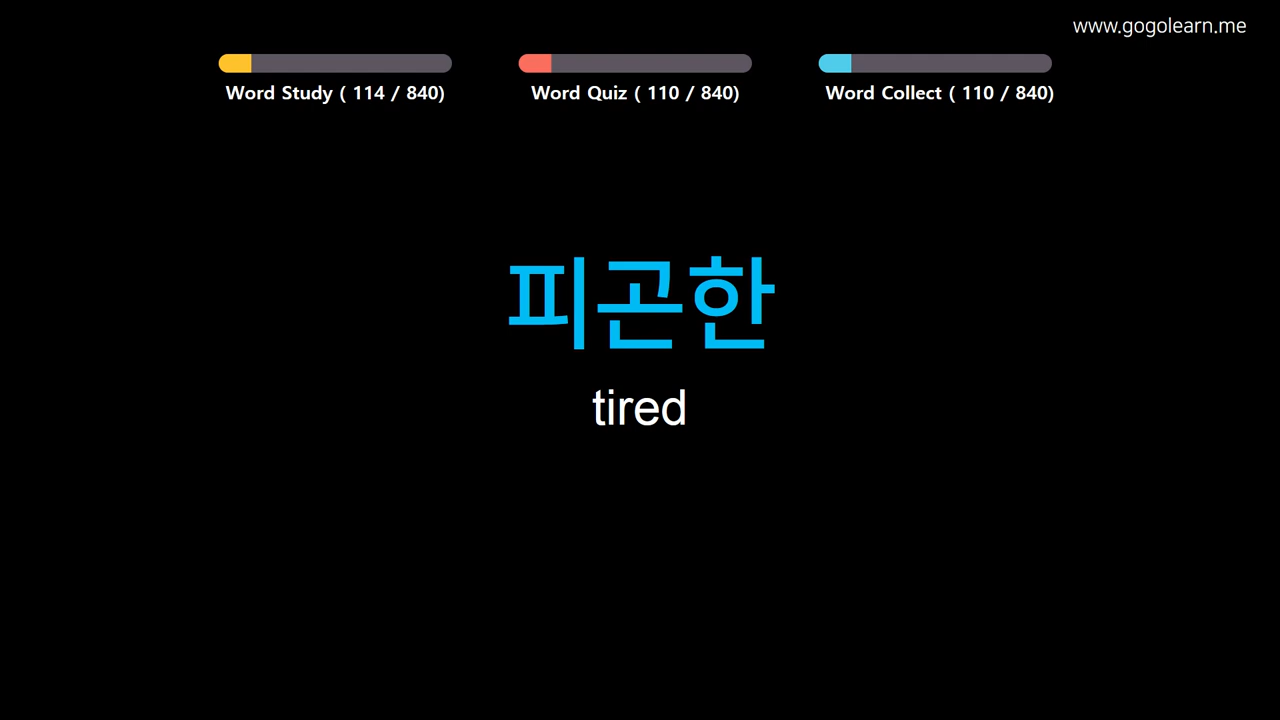 www.gogolearn.me
Word Study ( 114 / 840)
Word Quiz ( 110 / 840)
Word Collect ( 110 / 840)
피곤한
tired